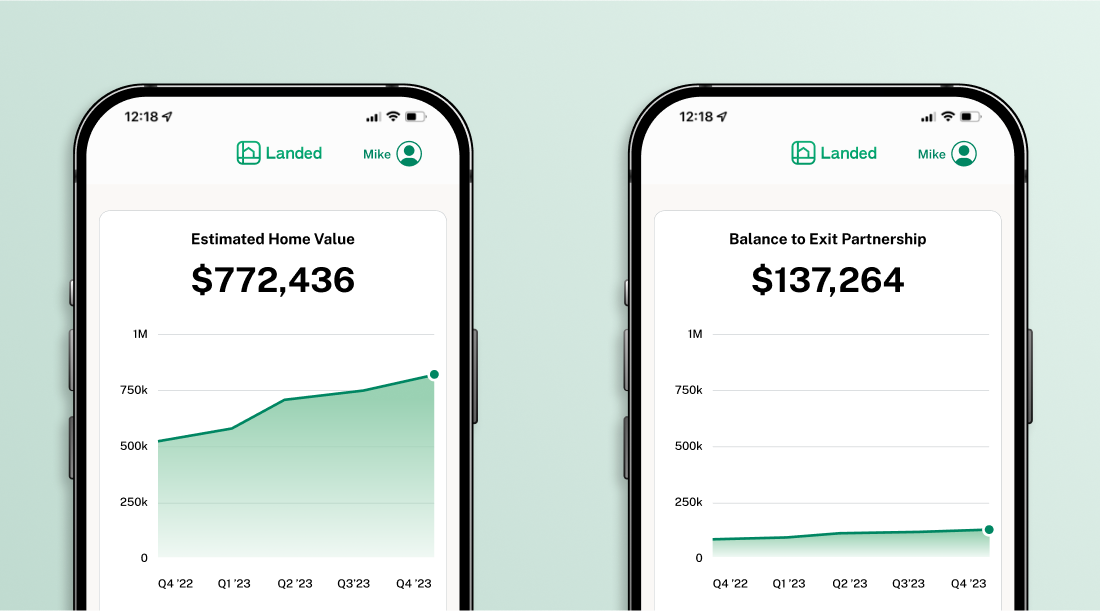 12:18
Landed
Mike
Estimated Home Value
$772,436
1M
750k
500k
250k
0
Q4 ’22 Q1 ’23 Q2 ’23 Q3’23 Q4 ’23
12:18
Landed
Mike
Balance to Exit Partnership
$137,264
1M
750k
500k
250k
0
Q4 ’22 Q1 ’23 Q2 ’23 Q3’23 Q4 ’23